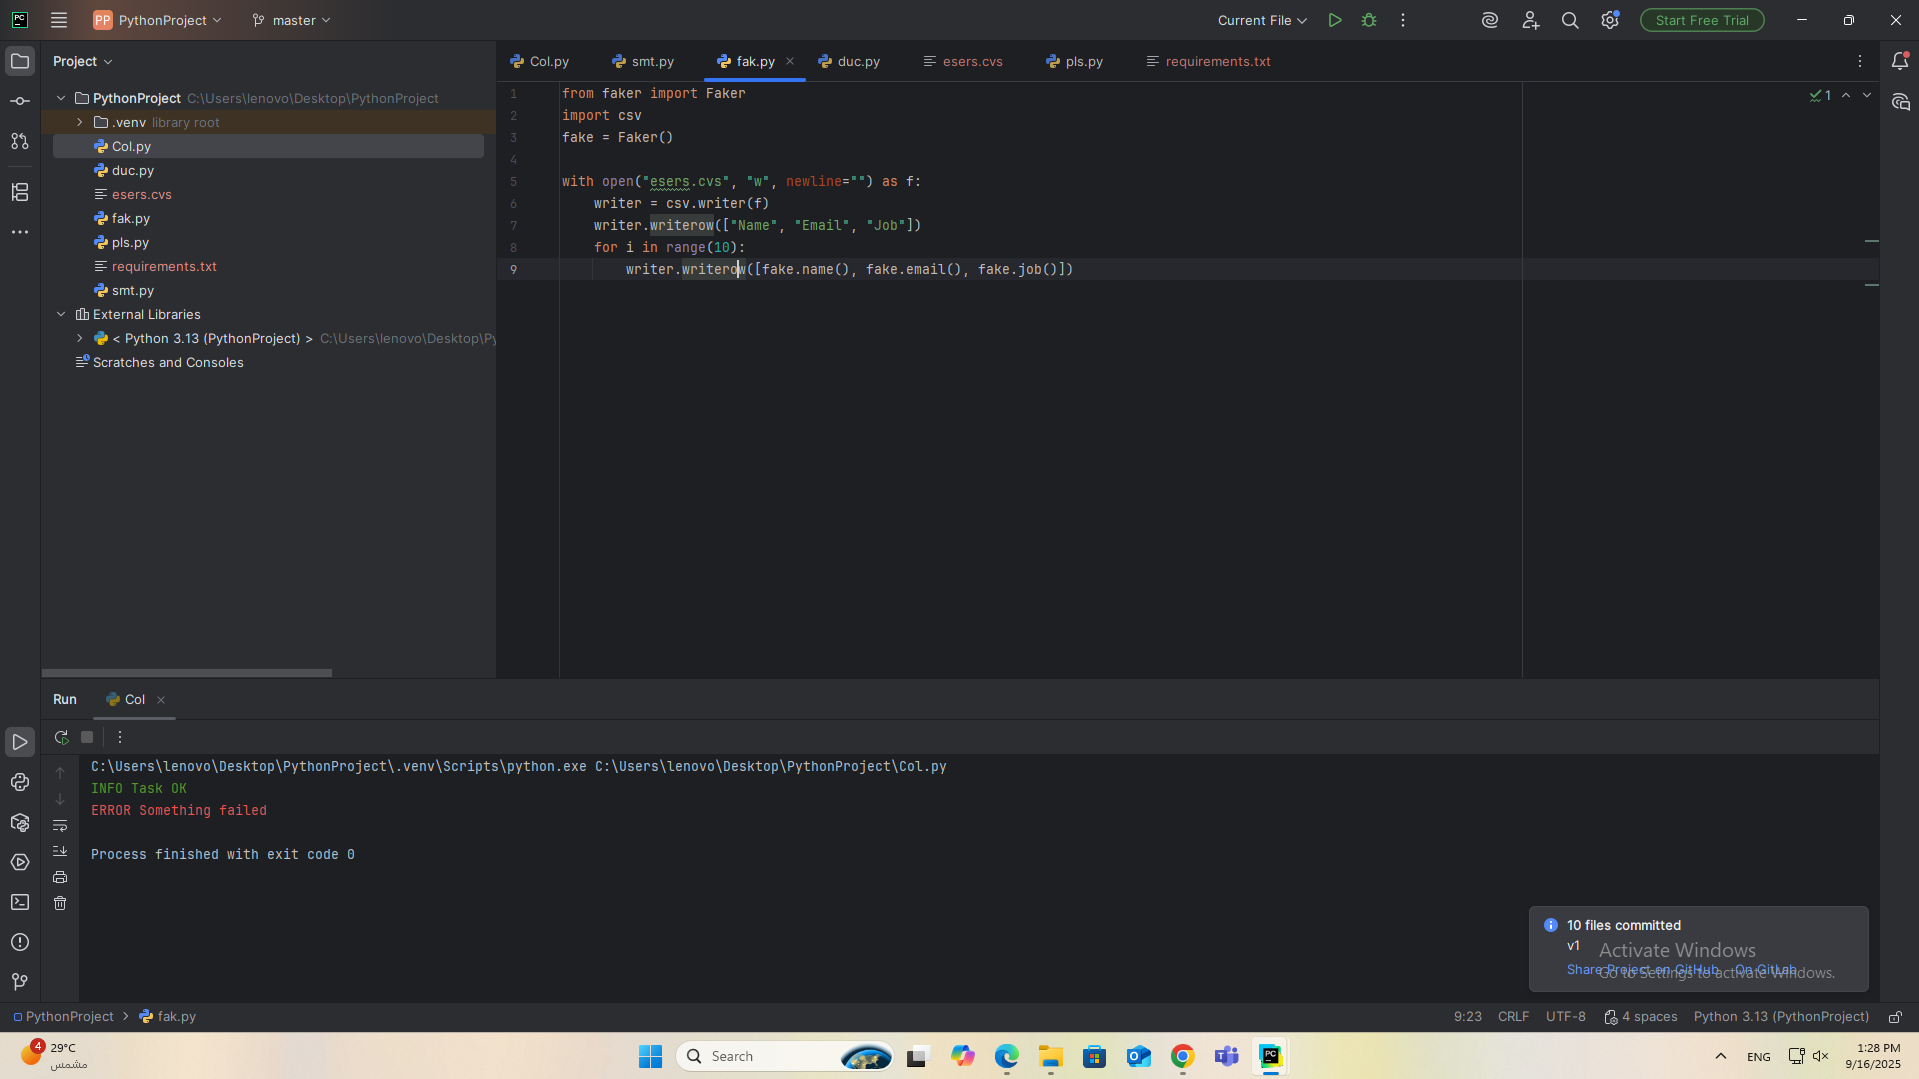 PC PP PythonProject master Current File Start Free Trial
Project
Col.py smt.py fak.py duc.py esers.cvs pls.py requirements.txt
PythonProject C:\Users\lenovo\Desktop\PythonProject
.venv library root
Col.py
duc.py
esers.cvs
fak.py
pls.py
requirements.txt
smt.py
External Libraries
< Python 3.13 (PythonProject) > C:\Users\lenovo\Desktop\Py
Scratches and Consoles
1 from faker import Faker
2 import csv
3 fake = Faker()
4
5 with open("esers.cvs", "w", newline="") as f:
6 writer = csv.writer(f)
7 writer.writerow(["Name", "Email", "Job"])
8 for i in range(10):
9 writer.writerow([fake.name(), fake.email(), fake.job()])
1
Run Col
C:\Users\lenovo\Desktop\PythonProject\.venv\Scripts\python.exe C:\Users\lenovo\Desktop\PythonProject\Col.py
INFO Task OK
ERROR Something failed
Process finished with exit code 0
10 files committed
v1
Share Project on GitHub On GitLab
Activate Windows
Go to Settings to activate Windows.
PythonProject fak.py 9:23 CRLF UTF-8 4 spaces Python 3.13 (PythonProject)
4 29°C
مشمس
Search
PC
ENG
1:28 PM
9/16/2025